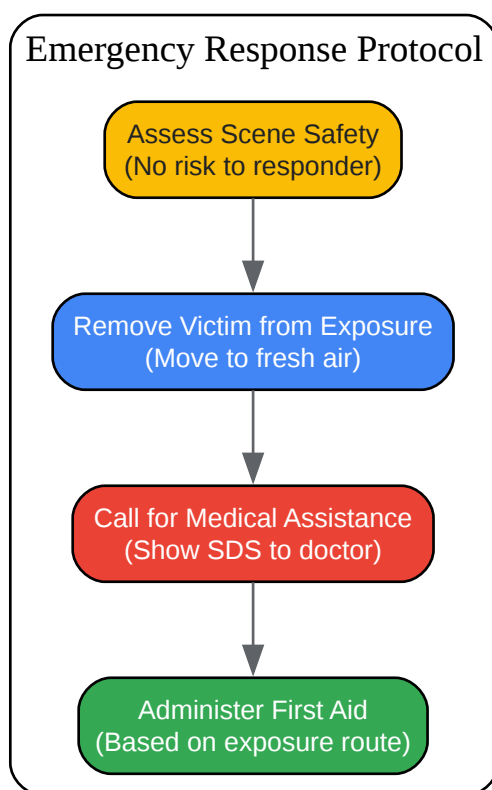 Emergency Response Protocol
Assess Scene Safety
(No risk to responder)
Remove Victim from Exposure
(Move to fresh air)
Call for Medical Assistance
(Show SDS to doctor)
Administer First Aid
(Based on exposure route)